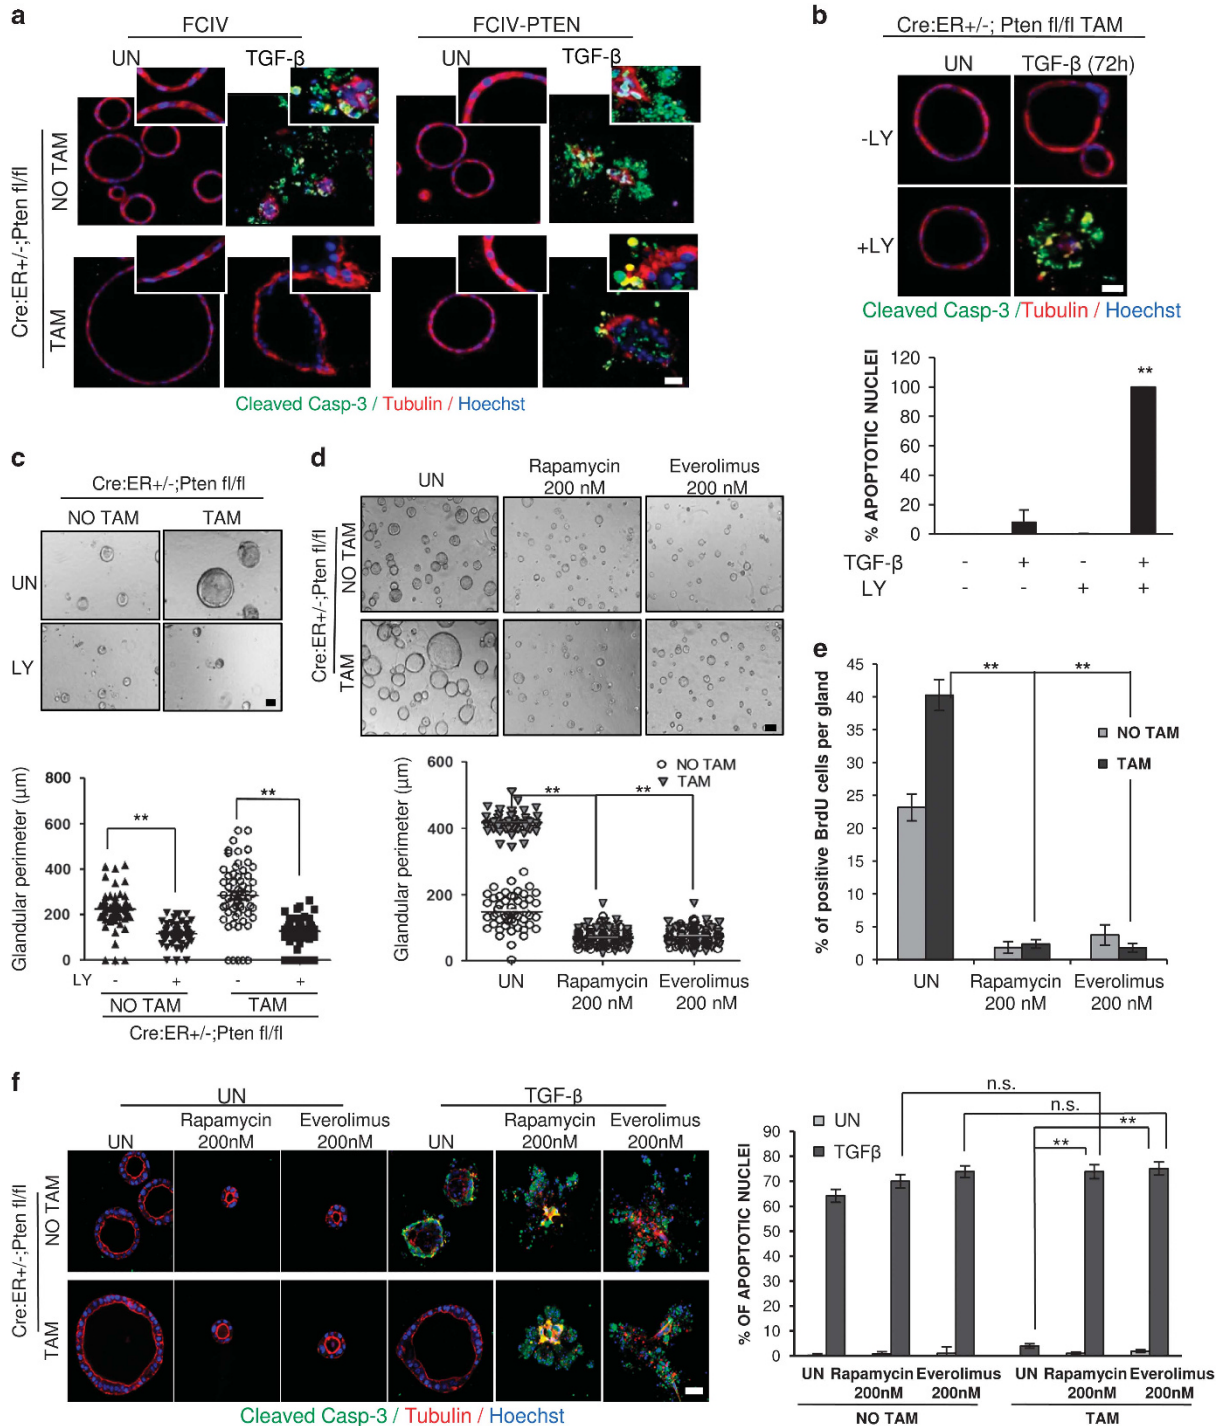 a
FCIV
FCIV-PTEN
UN
TGF-β
UN
TGF-β
Cre:ER+/-;Pten fl/fl
NO TAM
TAM
Cleaved Casp-3 / Tubulin / Hoechst
b
Cre:ER+/-; Pten fl/fl TAM
UN
TGF-β (72h)
-LY
+LY
Cleaved Casp-3 /Tubulin / Hoechst
% APOPTOTIC NUCLEI
120
100
80
60
40
20
0
**
TGF-β - + - +
LY - - + +
c
Cre:ER+/-;Pten fl/fl
NO TAM
TAM
UN
LY
Glandular perimeter (μm)
800
600
400
200
0
**
**
LY - + - +
NO TAM
TAM
Cre:ER+/-;Pten fl/fl
d
UN
Rapamycin
200 nM
Everolimus
200 nM
Cre:ER+/-;Pten fl/fl
NO TAM
TAM
Glandular perimeter (μm)
600
400
200
0
NO TAM
TAM
**
**
UN
Rapamycin
200 nM
Everolimus
200 nM
e
% of positive BrdU cells per gland
45
40
35
30
25
20
15
10
5
0
**
**
NO TAM
TAM
UN
Rapamycin
200 nM
Everolimus
200 nM
f
UN
TGF-β
UN
Rapamycin
200nM
Everolimus
200nM
UN
Rapamycin
200nM
Everolimus
200nM
Cre:ER+/-;Pten fl/fl
NO TAM
TAM
Cleaved Casp-3 / Tubulin / Hoechst
% OF APOPTOTIC NUCLEI
90
80
70
60
50
40
30
20
10
0
UN
TGFβ
n.s.
n.s.
**
**
UN
Rapamycin
200nM
Everolimus
200nM
UN
Rapamycin
200nM
Everolimus
200nM
NO TAM
TAM